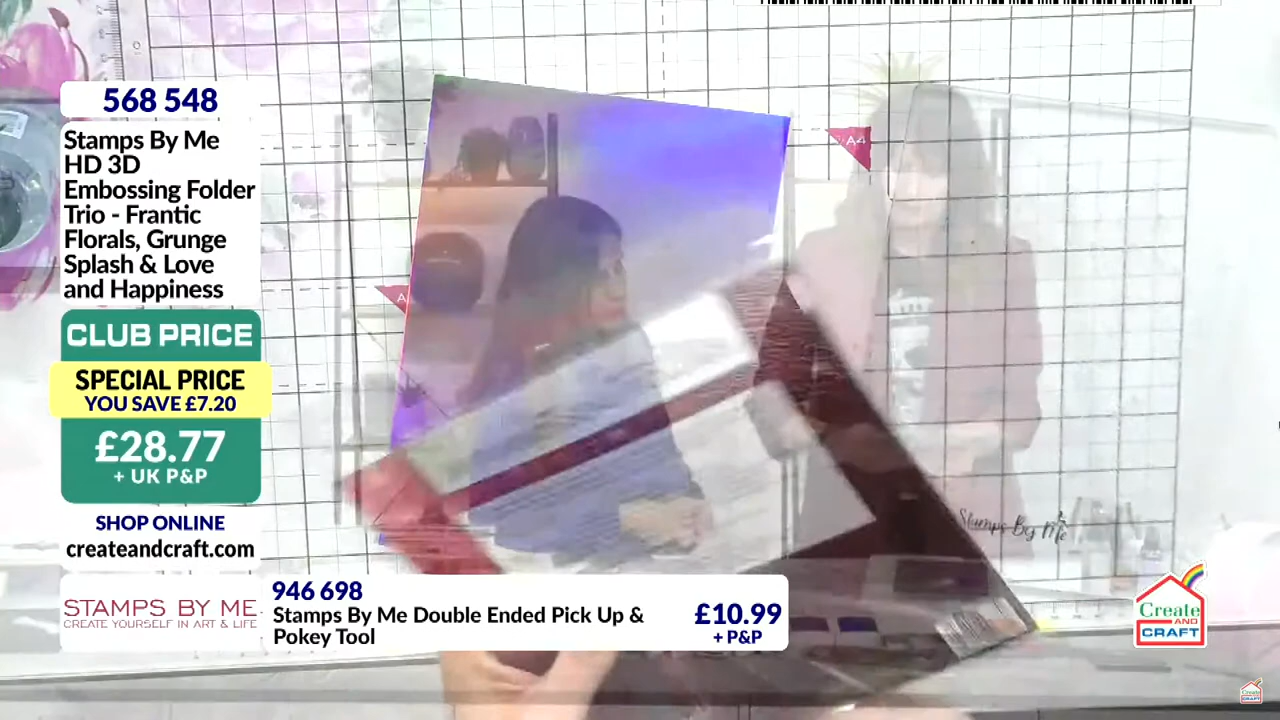 568 548
Stamps By Me
HD 3D
Embossing Folder
Trio - Frantic
Florals, Grunge
Splash & Love
and Happiness
CLUB PRICE
SPECIAL PRICE
YOU SAVE £7.20
£28.77
+ UK P&P
SHOP ONLINE
createandcraft.com
STAMPS BY ME
CREATE YOURSELF IN ART & LIFE
946 698
Stamps By Me Double Ended Pick Up &
Pokey Tool
£10.99
+ P&P
A4
Stamps By Me
Create
AND
CRAFT